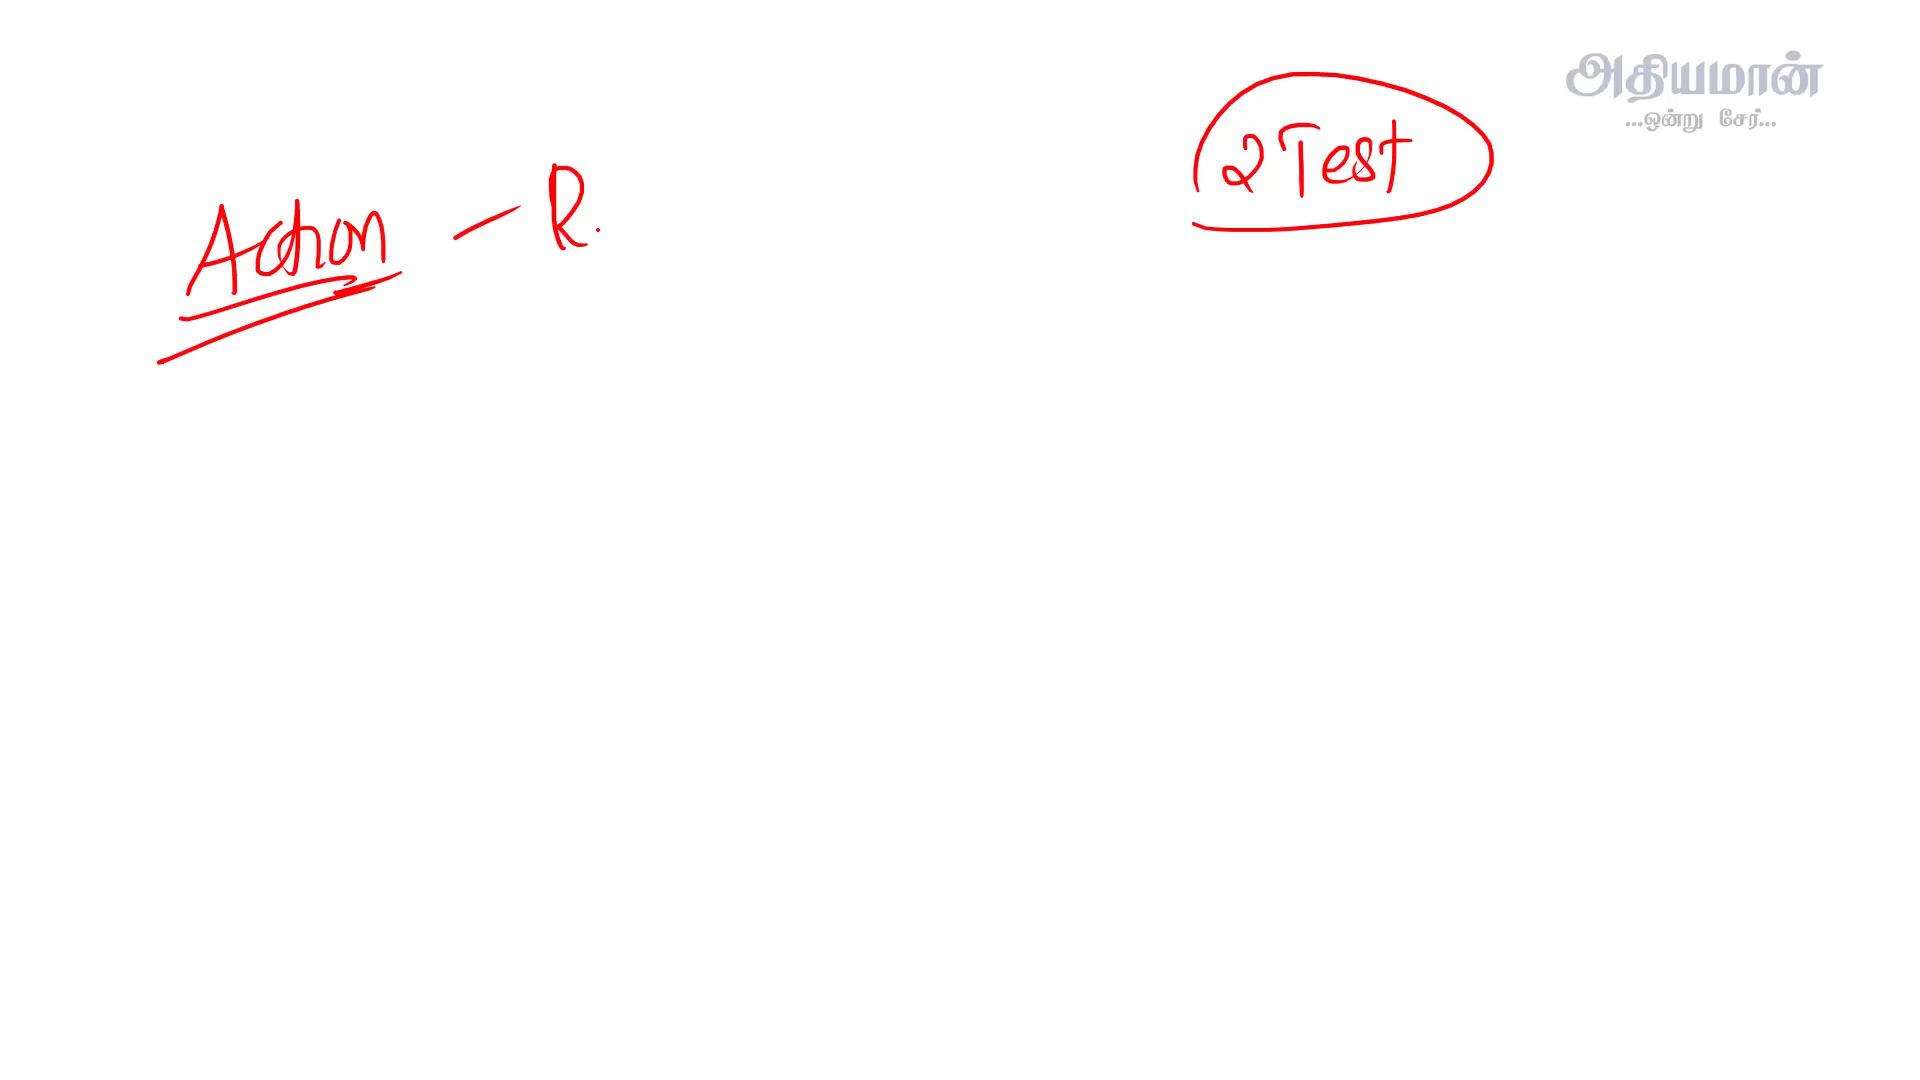 அதியமான்
...ஒன்று சேர்...
2 Test
Action - R.